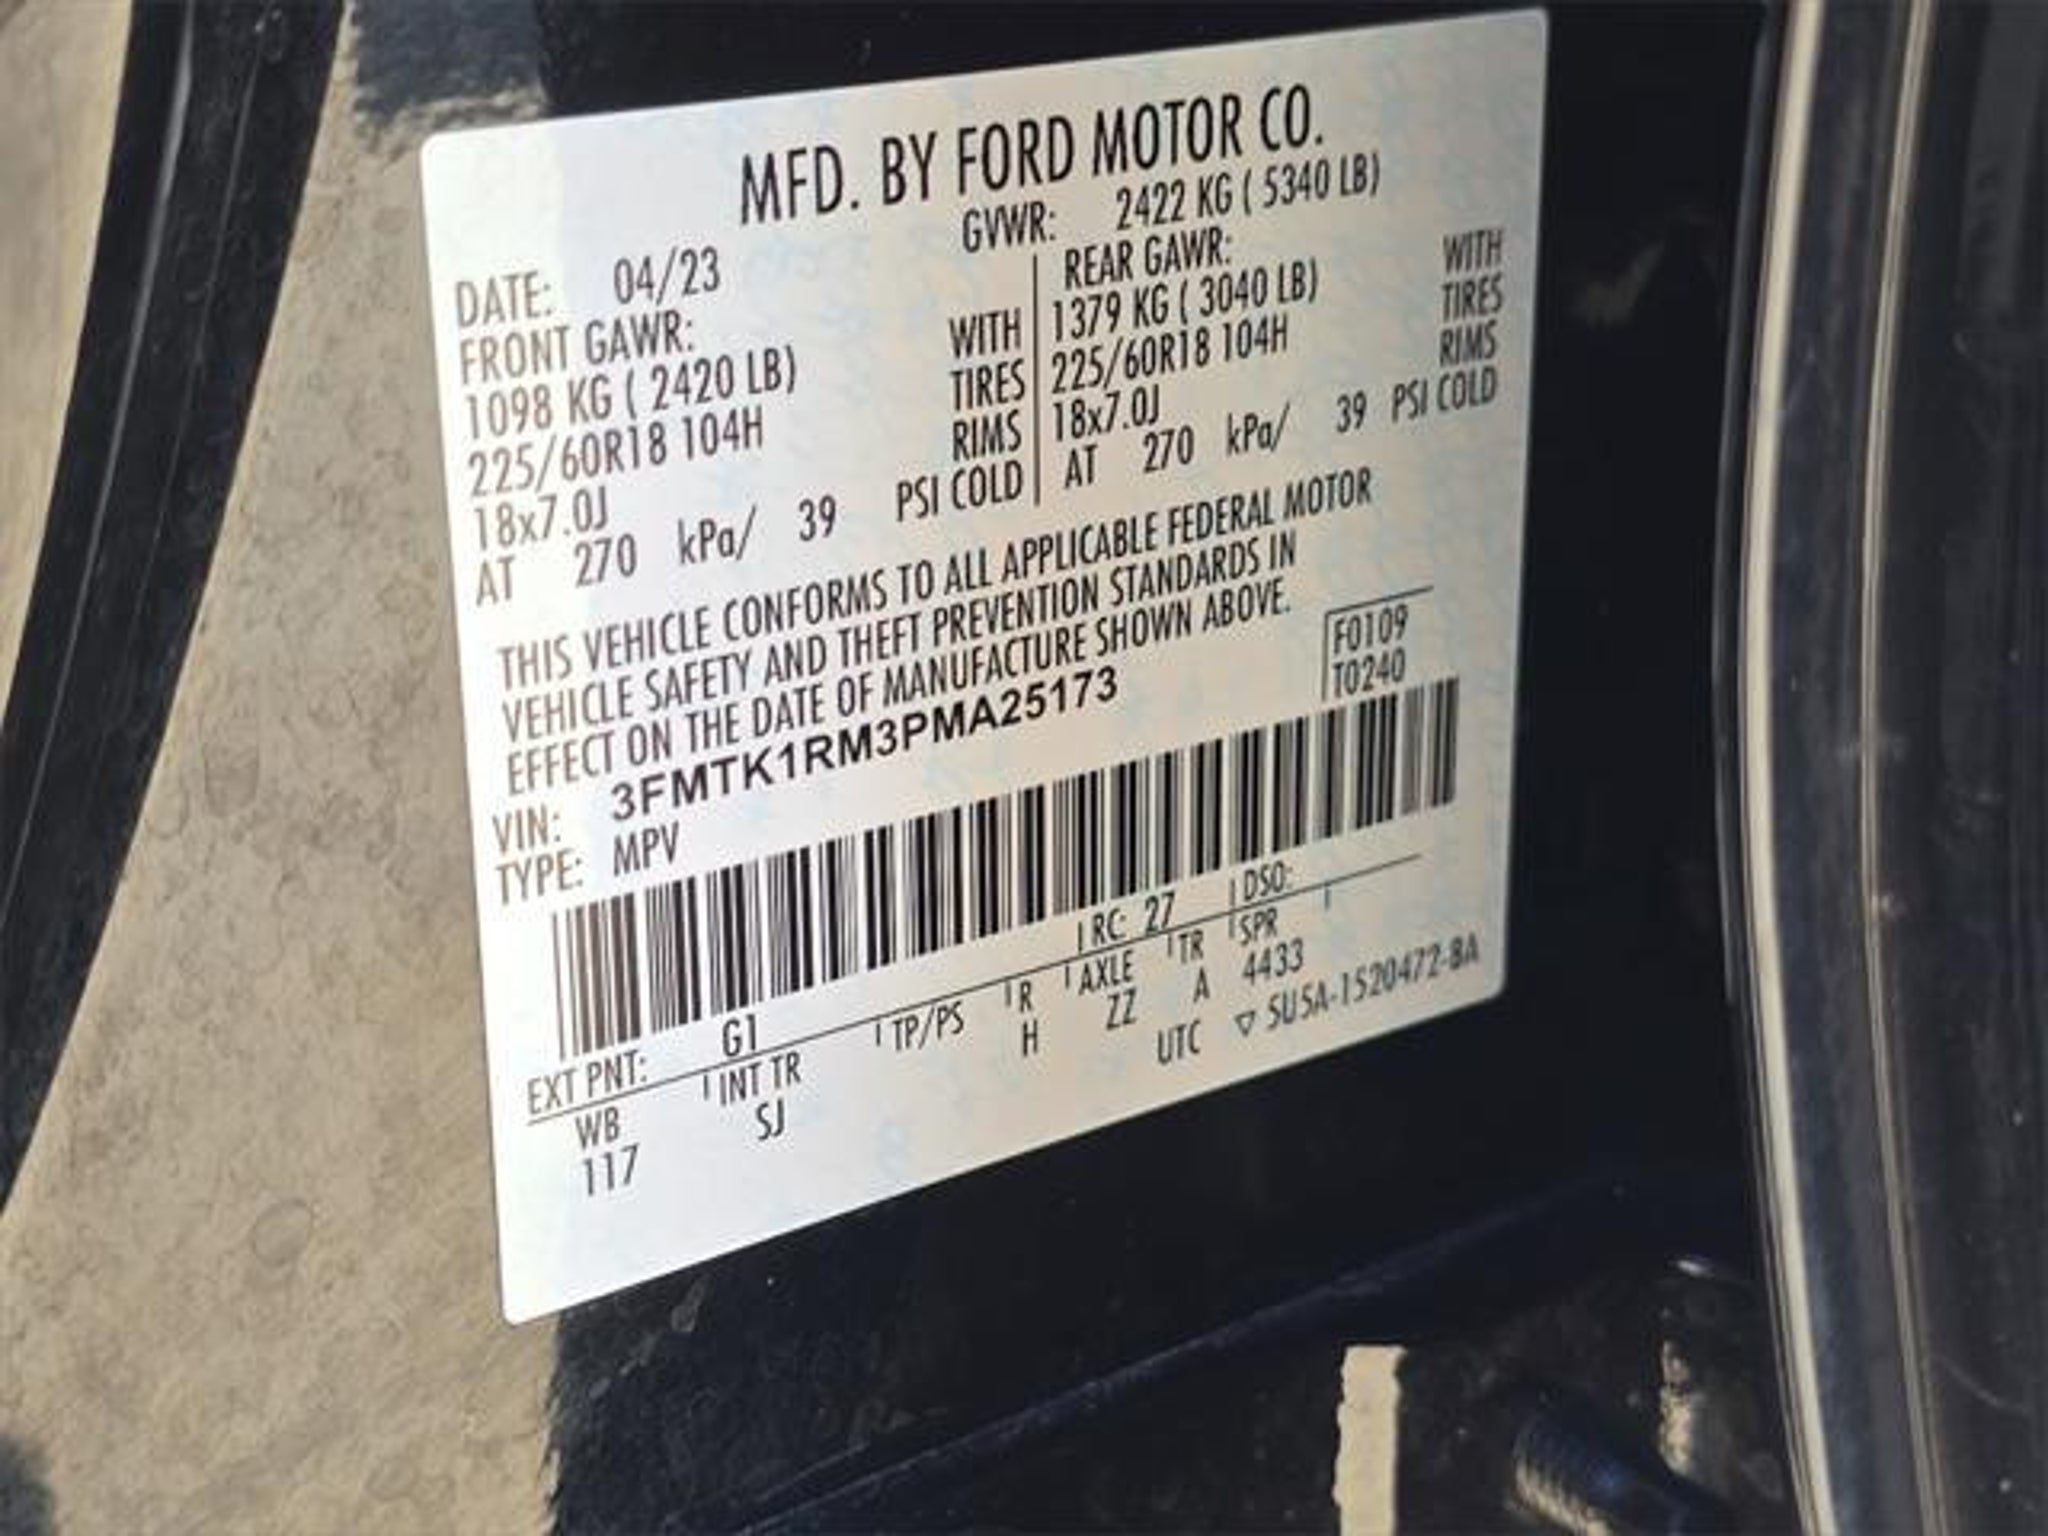 MFD. BY FORD MOTOR CO.
DATE: 04/23 GVWR: 2422 KG ( 5340 LB)
FRONT GAWR: REAR GAWR:
1098 KG ( 2420 LB) WITH 1379 KG ( 3040 LB) WITH
225/60R18 104H TIRES 225/60R18 104H TIRES
18x7.0J RIMS 18x7.0J RIMS
AT 270 kPa/ 39 PSI COLD AT 270 kPa/ 39 PSI COLD
THIS VEHICLE CONFORMS TO ALL APPLICABLE FEDERAL MOTOR
VEHICLE SAFETY AND THEFT PREVENTION STANDARDS IN
EFFECT ON THE DATE OF MANUFACTURE SHOWN ABOVE.
VIN: 3FMTK1RM3PMA25173 F0109
TYPE: MPV T0240
EXT PNT: G1 RC: 27 DSO:
WB INT TR TP/PS R AXLE TR SPR
117 SJ H ZZ A 4433
UTC ▽ 5U5A-1520472-BA